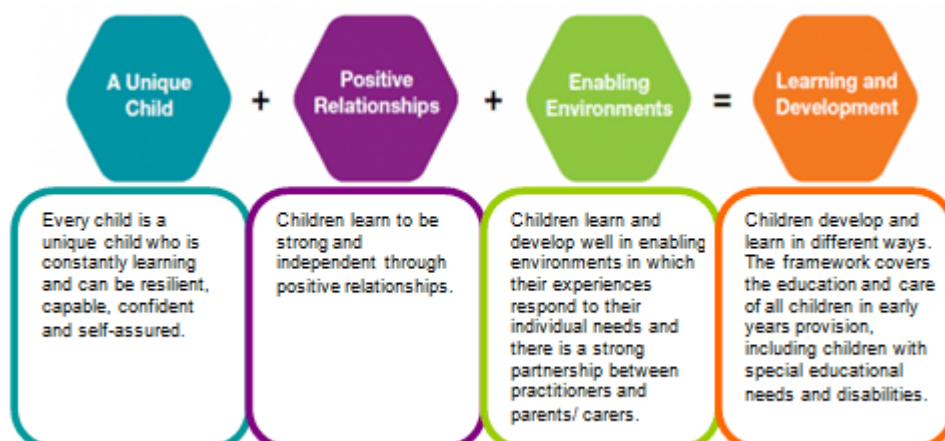 A Unique
Child
+
Positive
Relationships
+
Enabling
Environments
=
Learning and
Development
Every child is a
unique child who is
constantly learning
and can be resilient,
capable, confident
and self-assured.
Children learn to be
strong and
independent through
positive relationships.
Children learn and
develop well in enabling
environments in which
their experiences
respond to their
individual needs and
there is a strong
partnership between
practitioners and
parents/ carers.
Children develop and
learn in different ways.
The framework covers
the education and care
of all children in early
years provision,
including children with
special educational
needs and disabilities.